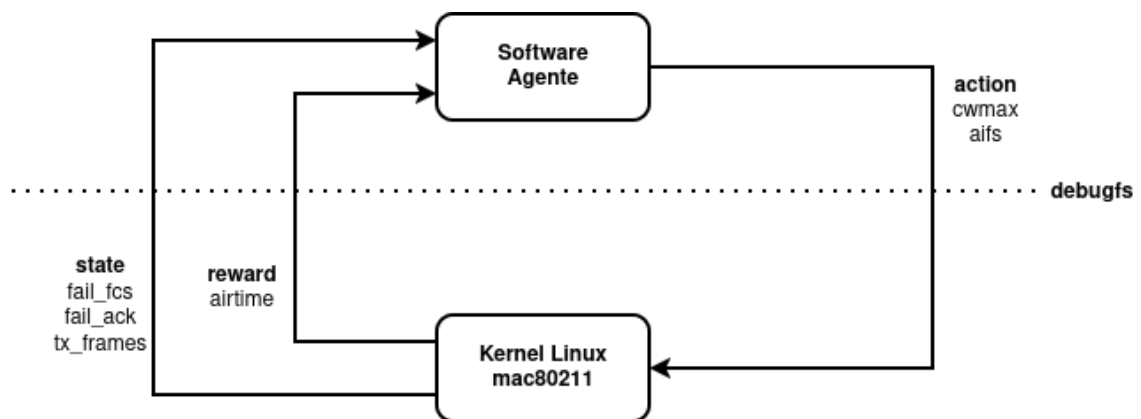 Software
Agente
action
cwmax
aifs
debugfs
state
fail_fcs
fail_ack
tx_frames
reward
airtime
Kernel Linux
mac80211